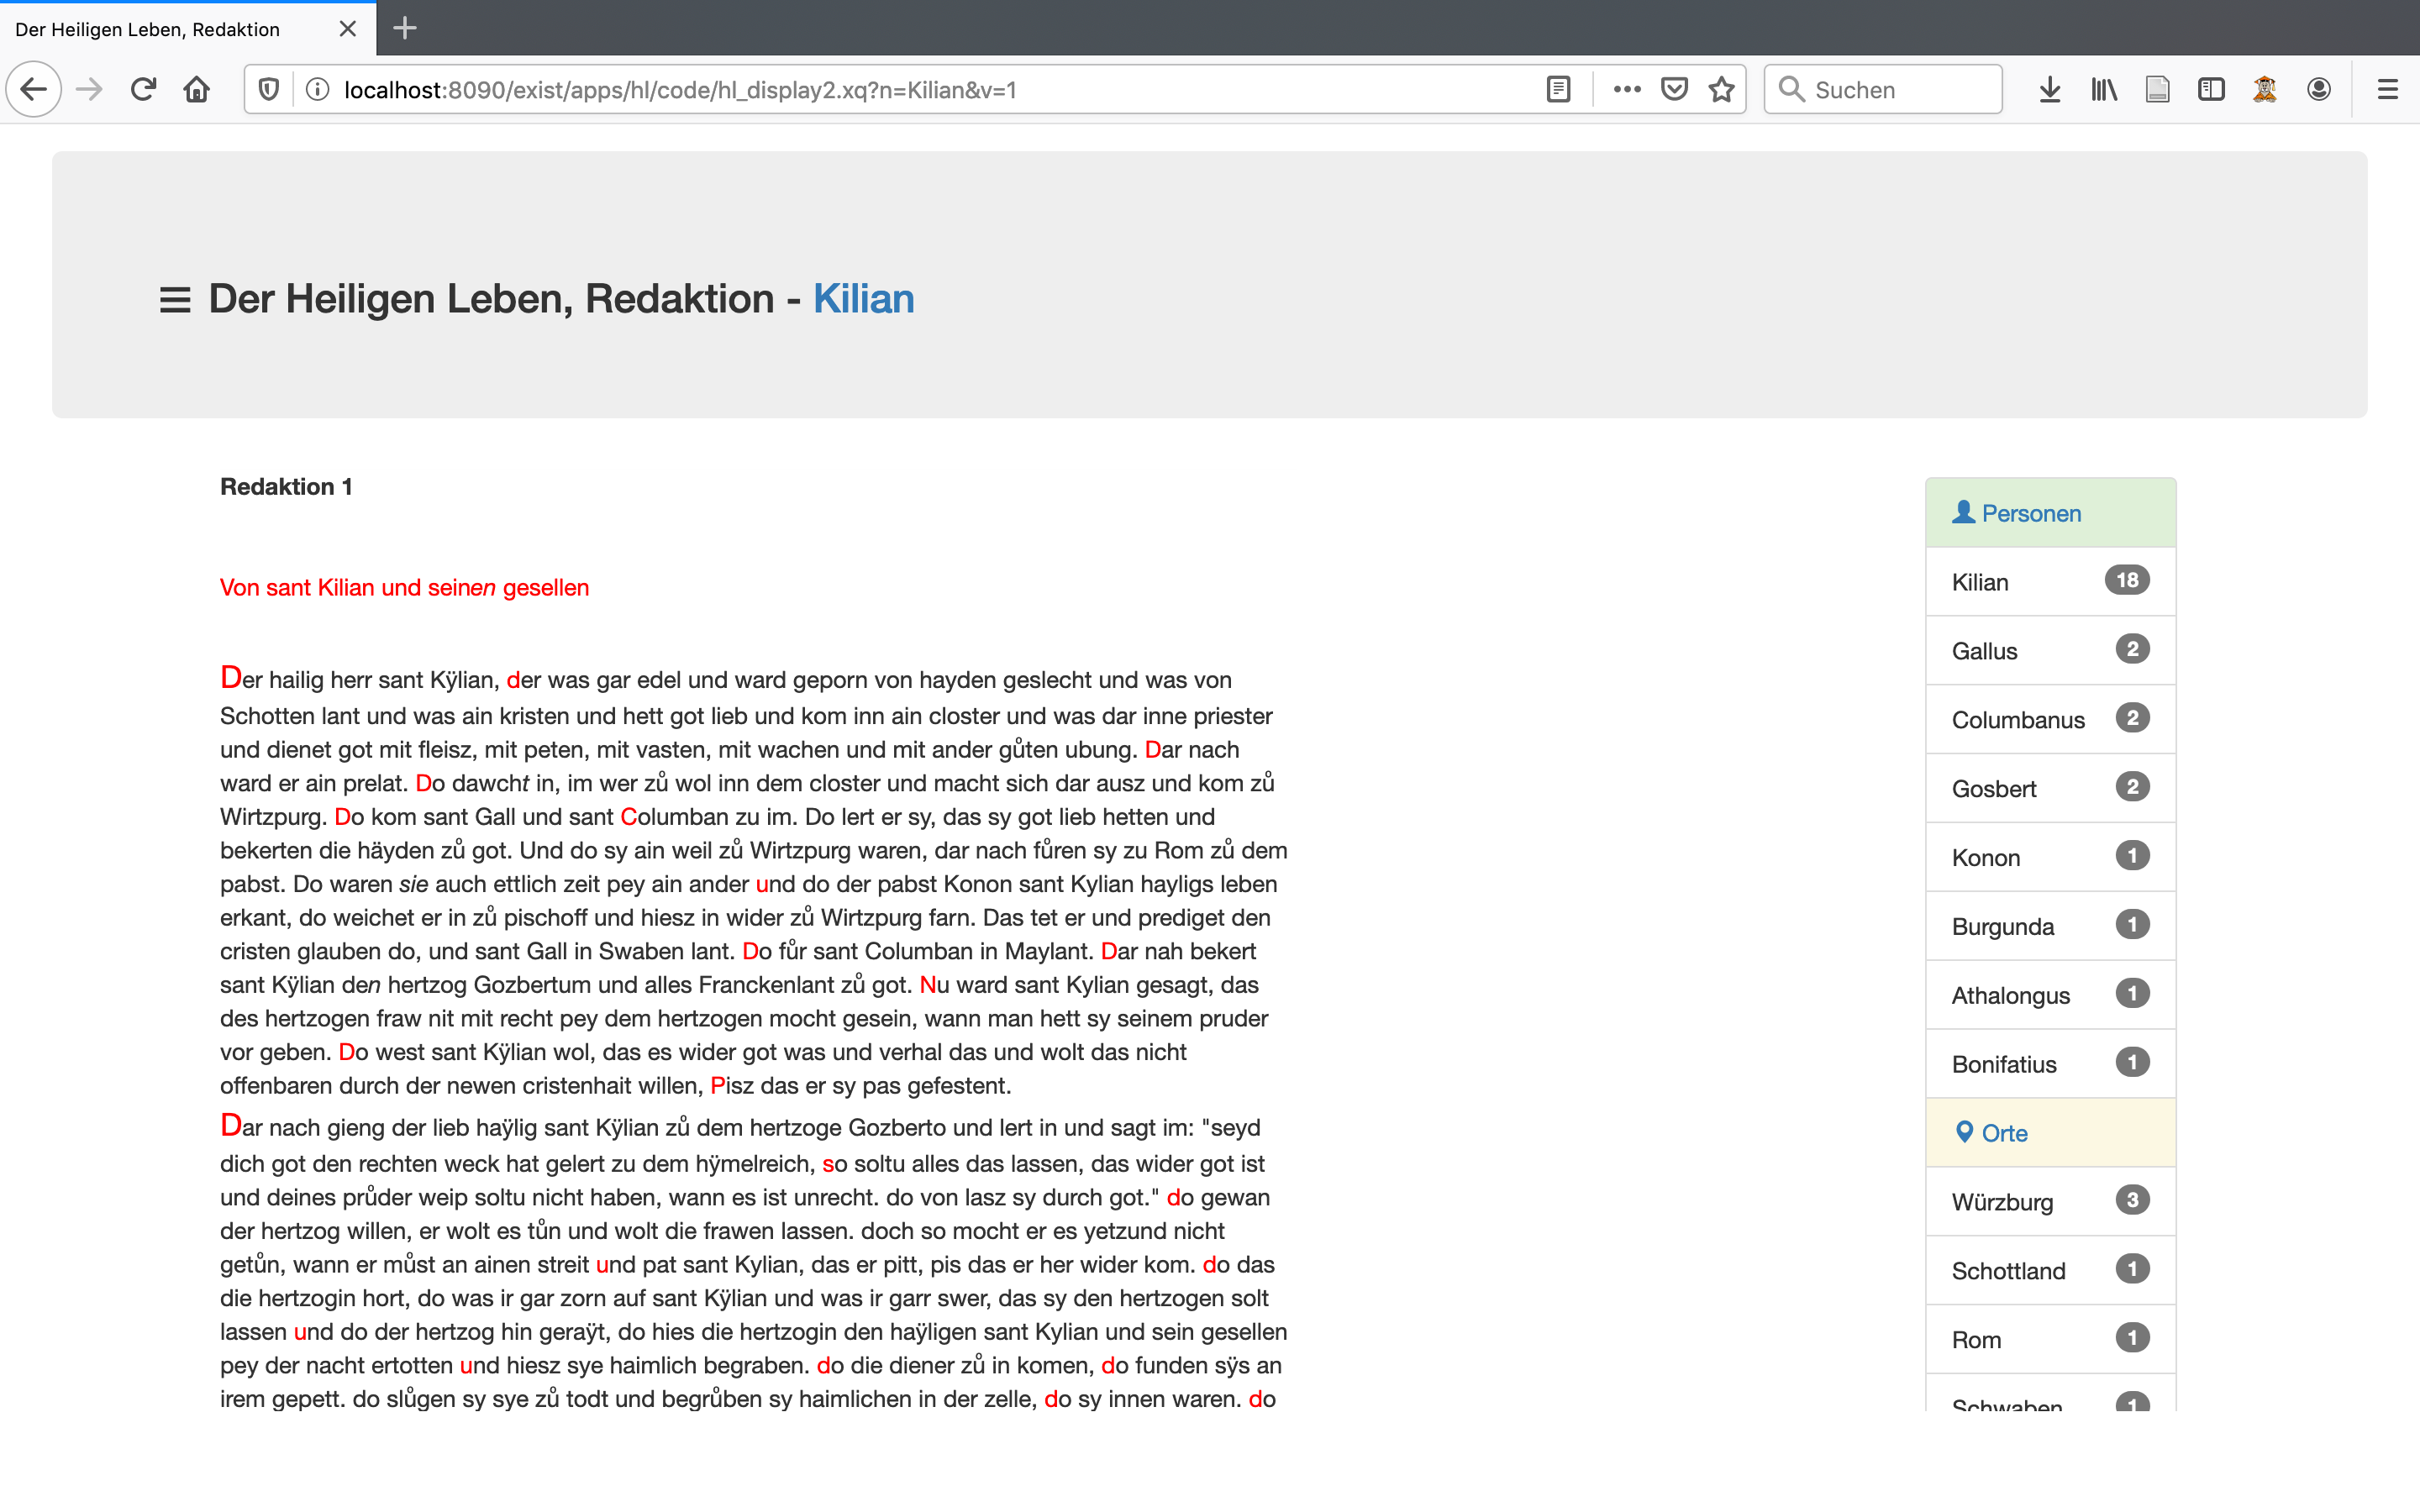 Der Heiligen Leben, Redaktion
localhost:8090/exist/apps/hl/code/hl_display2.xq?n=Kilian&v=1
Suchen
Der Heiligen Leben, Redaktion - Kilian
Redaktion 1
Von sant Kilian und seinen gesellen
Der hailig herr sant Kÿlian, der was gar edel und ward geporn von hayden geslecht und was von
Schotten lant und was ain kristen und hett got lieb und kom inn ain closter und was dar inne priester
und dienet got mit fleisz, mit peten, mit vasten, mit wachen und mit ander gůten ubung. Dar nach
ward er ain prelat. Do dawcht in, im wer zů wol inn dem closter und macht sich dar ausz und kom zů
Wirtzpurg. Do kom sant Gall und sant Columban zu im. Do lert er sy, das sy got lieb hetten und
bekerten die häyden zů got. Und do sy ain weil zů Wirtzpurg waren, dar nach fůren sy zu Rom zů dem
pabst. Do waren sie auch ettlich zeit pey ain ander und do der pabst Konon sant Kylian hayligs leben
erkant, do weichet er in zů pischoff und hiesz in wider zů Wirtzpurg farn. Das tet er und prediget den
cristen glauben do, und sant Gall in Swaben lant. Do fůr sant Columban in Maylant. Dar nah bekert
sant Kÿlian den hertzog Gozbertum und alles Franckenlant zů got. Nu ward sant Kylian gesagt, das
des hertzogen fraw nit mit recht pey dem hertzogen mocht gesein, wann man hett sy seinem pruder
vor geben. Do west sant Kÿlian wol, das es wider got was und verhal das und wolt das nicht
offenbaren durch der newen cristenhait willen, Pisz das er sy pas gefestent.
Dar nach gieng der lieb haÿlig sant Kÿlian zů dem hertzoge Gozberto und lert in und sagt im: "seyd
dich got den rechten weck hat gelert zu dem hÿmelreich, so soltu alles das lassen, das wider got ist
und deines průder weip soltu nicht haben, wann es ist unrecht. do von lasz sy durch got." do gewan
der hertzog willen, er wolt es tůn und wolt die frawen lassen. doch so mocht er es yetzund nicht
getůn, wann er můst an ainen streit und pat sant Kylian, das er pitt, pis das er her wider kom. do das
die hertzogin hort, do was ir gar zorn auf sant Kÿlian und was ir garr swer, das sy den hertzogen solt
lassen und do der hertzog hin geraÿt, do hies die hertzogin den haÿligen sant Kylian und sein gesellen
pey der nacht ertotten und hiesz sye haimlich begraben. do die diener zů in komen, do funden sÿs an
irem gepett. do slůgen sy sye zů todt und begrůben sy haimlichen in der zelle, do sy innen waren. do
Personen
Kilian 18
Gallus 2
Columbanus 2
Gosbert 2
Konon 1
Burgunda 1
Athalongus 1
Bonifatius 1
Orte
Würzburg 3
Schottland 1
Rom 1
Schwaben 1